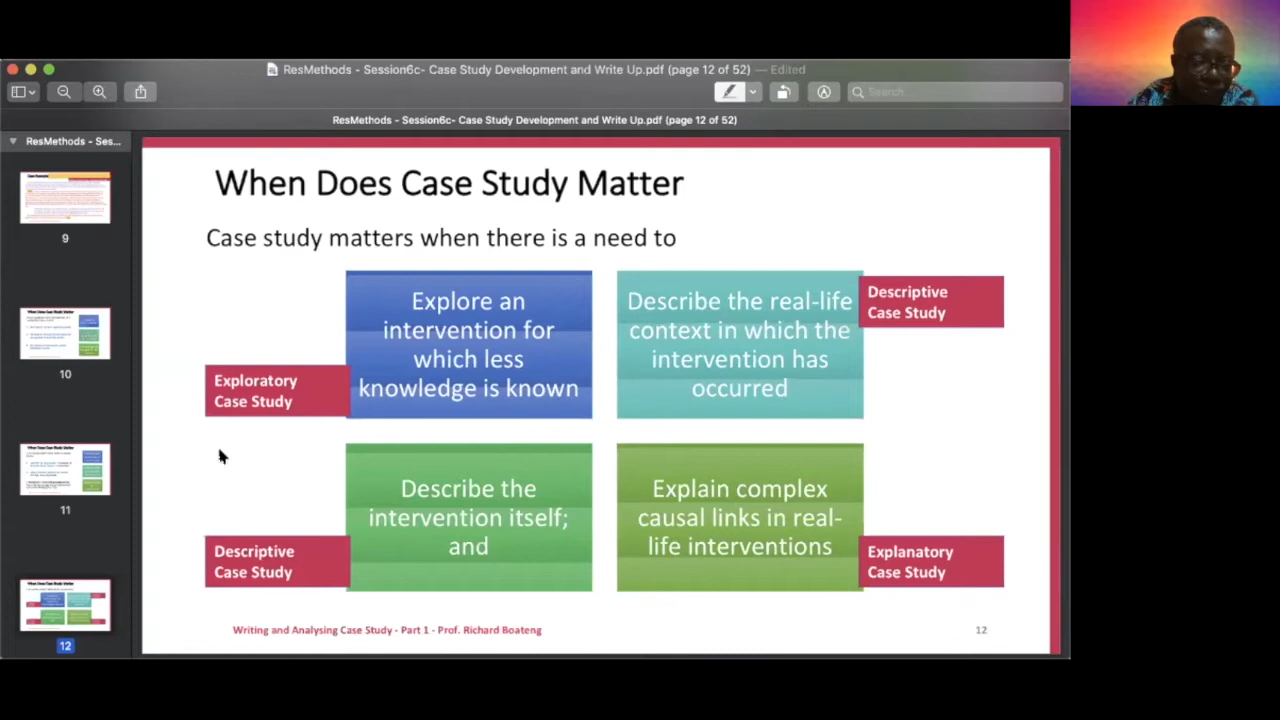 ResMethods - Session6c- Case Study Development and Write Up.pdf (page 12 of 52) — Edited
Search
ResMethods - Session6c- Case Study Development and Write Up.pdf (page 12 of 52)
ResMethods - Ses...
9
10
11
12
When Does Case Study Matter
Case study matters when there is a need to
Explore an
intervention for
which less
knowledge is known
Exploratory
Case Study
Describe the real-life
context in which the
intervention has
occurred
Descriptive
Case Study
Describe the
intervention itself;
and
Descriptive
Case Study
Explain complex
causal links in real-
life interventions
Explanatory
Case Study
Writing and Analysing Case Study - Part 1 - Prof. Richard Boateng
12